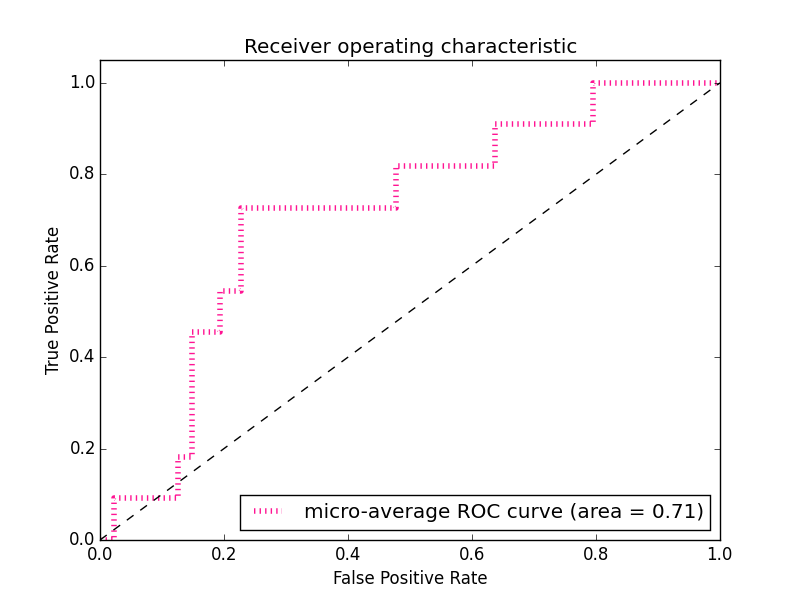 Receiver operating characteristic
True Positive Rate
1.0
0.8
0.6
0.4
0.2
0.0
micro-average ROC curve (area = 0.71)
0.0 0.2 0.4 0.6 0.8 1.0
False Positive Rate